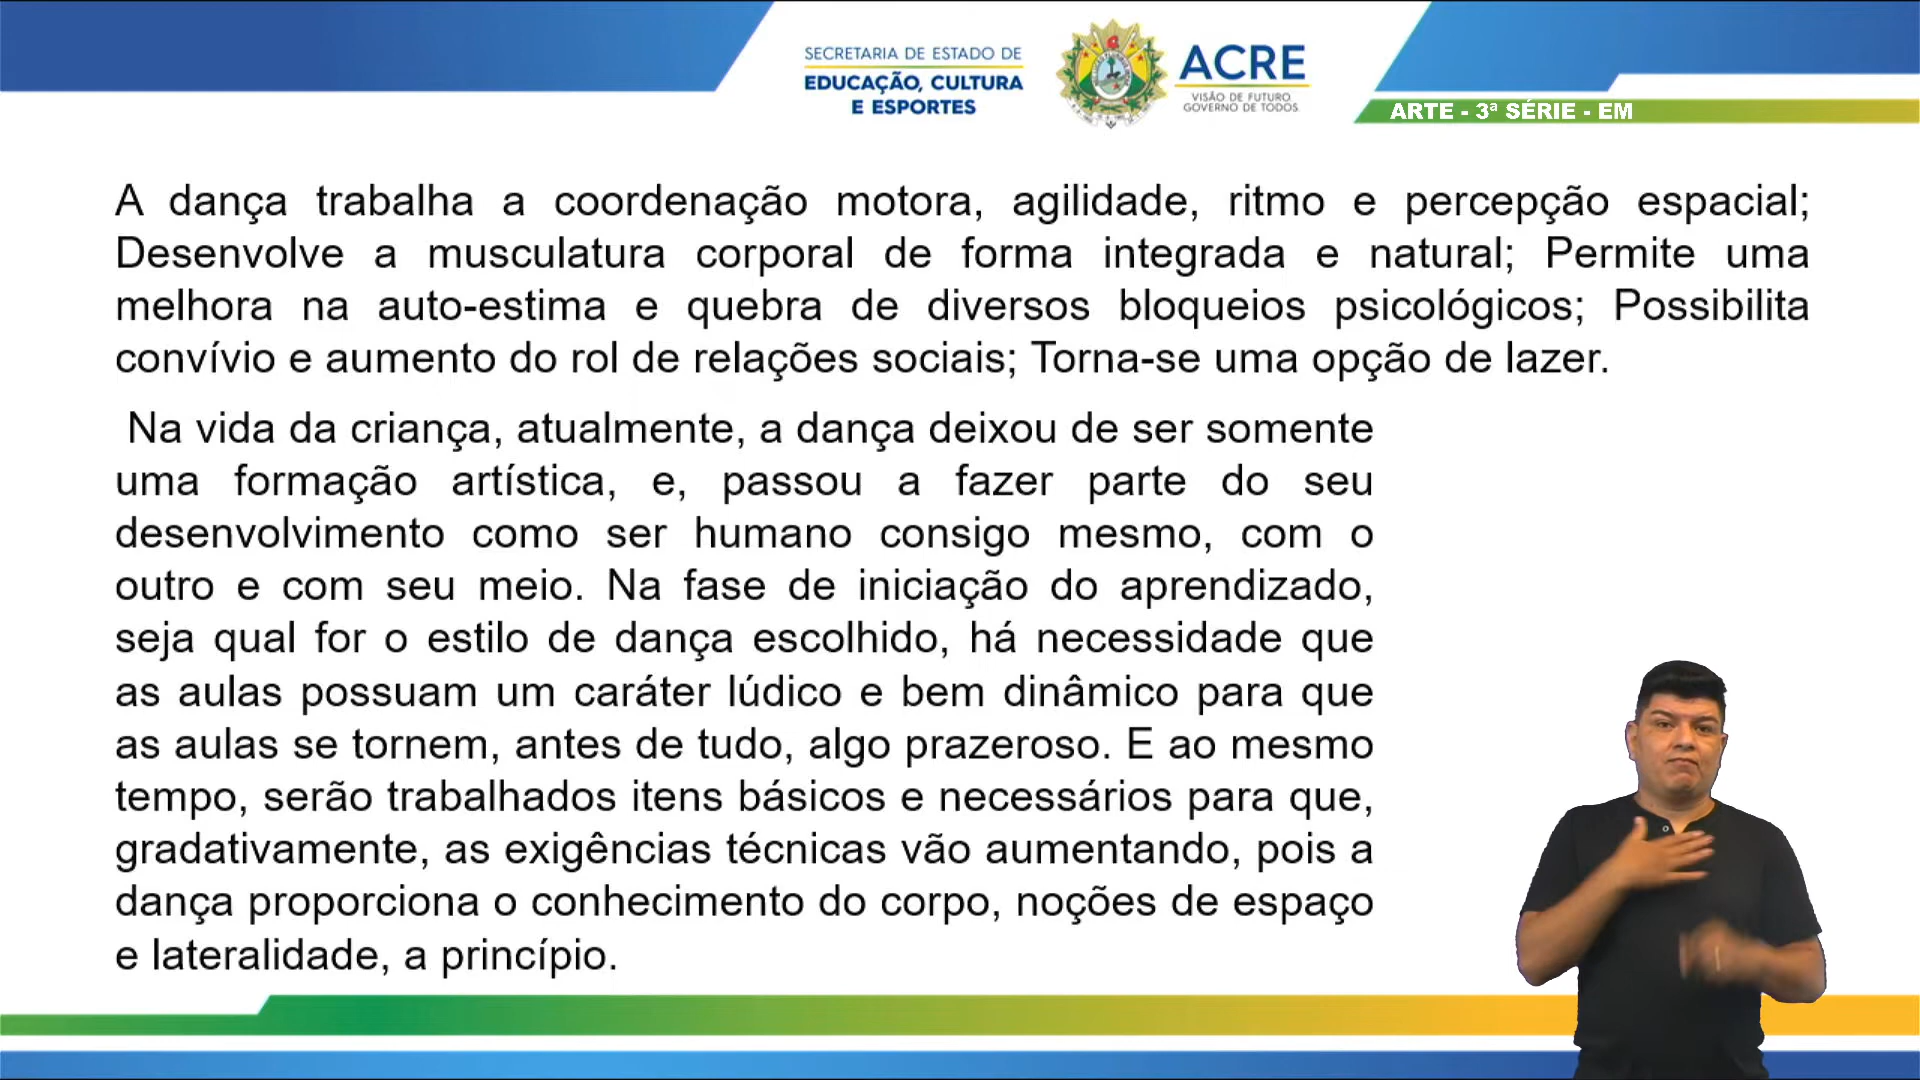 SECRETARIA DE ESTADO DE
EDUCAÇÃO, CULTURA
E ESPORTES
ACRE
VISÃO DE FUTURO
GOVERNO DE TODOS
ARTE - 3ª SÉRIE - EM
A dança trabalha a coordenação motora, agilidade, ritmo e percepção espacial;
Desenvolve a musculatura corporal de forma integrada e natural; Permite uma
melhora na auto-estima e quebra de diversos bloqueios psicológicos; Possibilita
convívio e aumento do rol de relações sociais; Torna-se uma opção de lazer.
Na vida da criança, atualmente, a dança deixou de ser somente
uma formação artística, e, passou a fazer parte do seu
desenvolvimento como ser humano consigo mesmo, com o
outro e com seu meio. Na fase de iniciação do aprendizado,
seja qual for o estilo de dança escolhido, há necessidade que
as aulas possuam um caráter lúdico e bem dinâmico para que
as aulas se tornem, antes de tudo, algo prazeroso. E ao mesmo
tempo, serão trabalhados itens básicos e necessários para que,
gradativamente, as exigências técnicas vão aumentando, pois a
dança proporciona o conhecimento do corpo, noções de espaço
e lateralidade, a princípio.